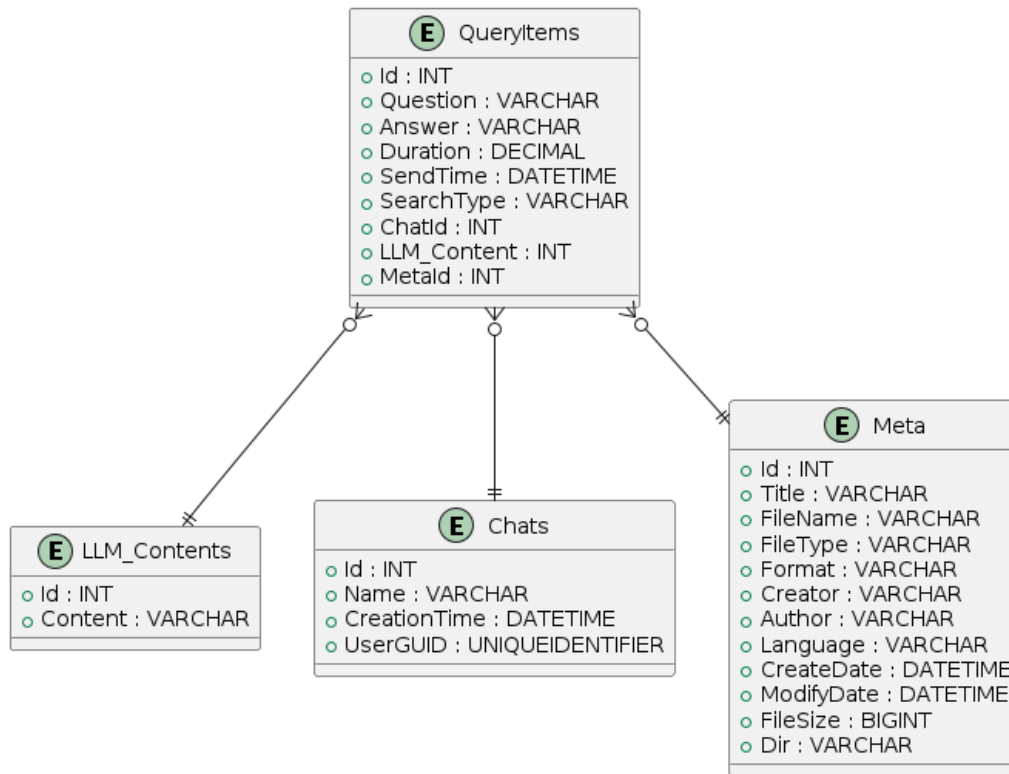 E QueryItems
Id : INT
Question : VARCHAR
Answer : VARCHAR
Duration : DECIMAL
SendTime : DATETIME
SearchType : VARCHAR
ChatId : INT
LLM_Content : INT
MetaId : INT
E LLM_Contents
Id : INT
Content : VARCHAR
E Chats
Id : INT
Name : VARCHAR
CreationTime : DATETIME
UserGUID : UNIQUEIDENTIFIER
E Meta
Id : INT
Title : VARCHAR
FileName : VARCHAR
FileType : VARCHAR
Format : VARCHAR
Creator : VARCHAR
Author : VARCHAR
Language : VARCHAR
CreateDate : DATETIME
ModifyDate : DATETIME
FileSize : BIGINT
Dir : VARCHAR